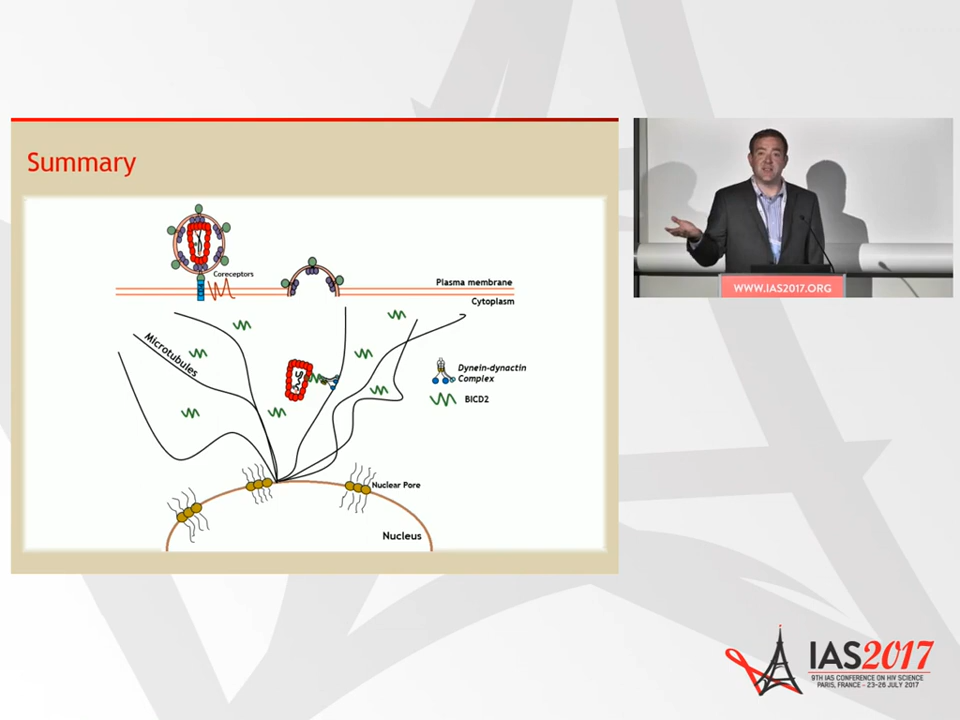 Summary
Coreceptors
Plasma membrane
Cytoplasm
Microtubules
Dynein-dynactin
Complex
BICD2
Nuclear Pore
Nucleus
WWW.IAS2017.ORG
IAS2017
9TH IAS CONFERENCE ON HIV SCIENCE
PARIS, FRANCE - 23-26 JULY 2017